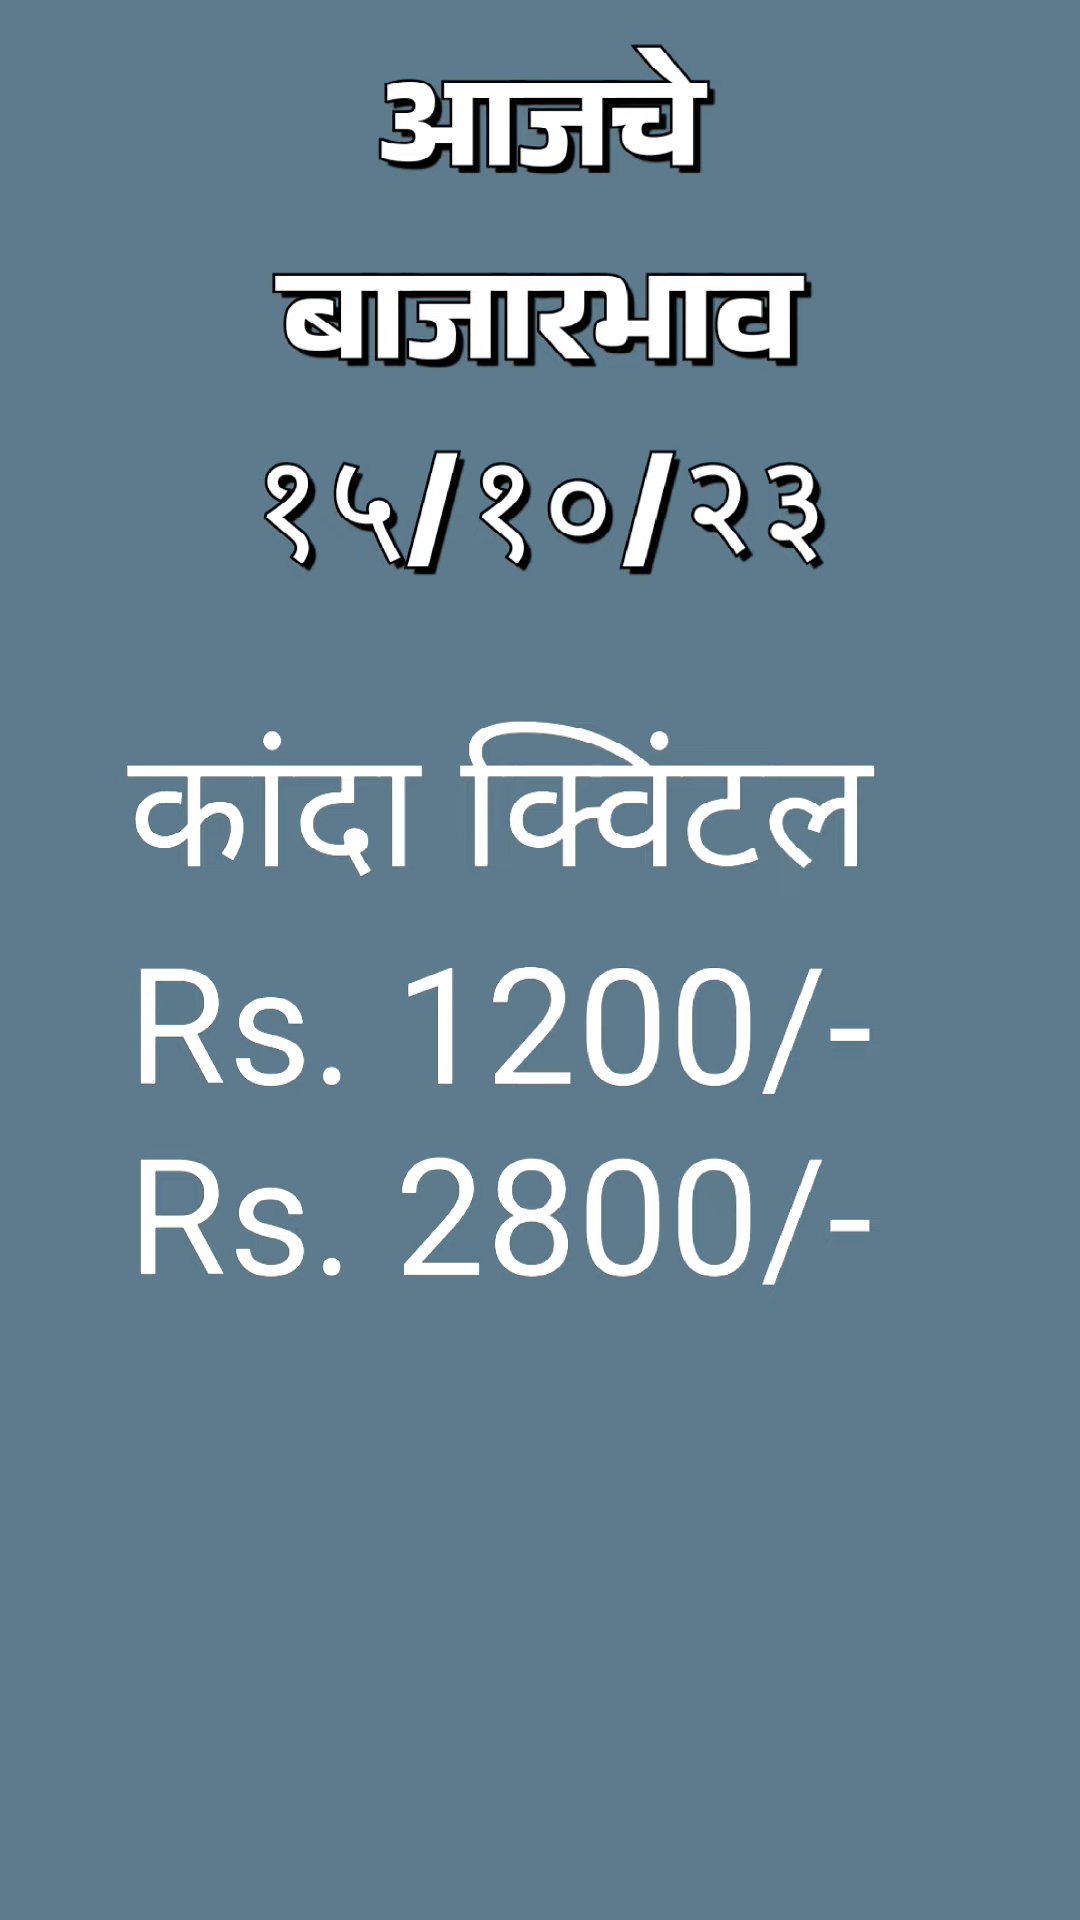 आजचे
बाजारभाव
१५/१०/२३
कांदा क्विंटल
Rs. 1200/-
Rs. 2800/-